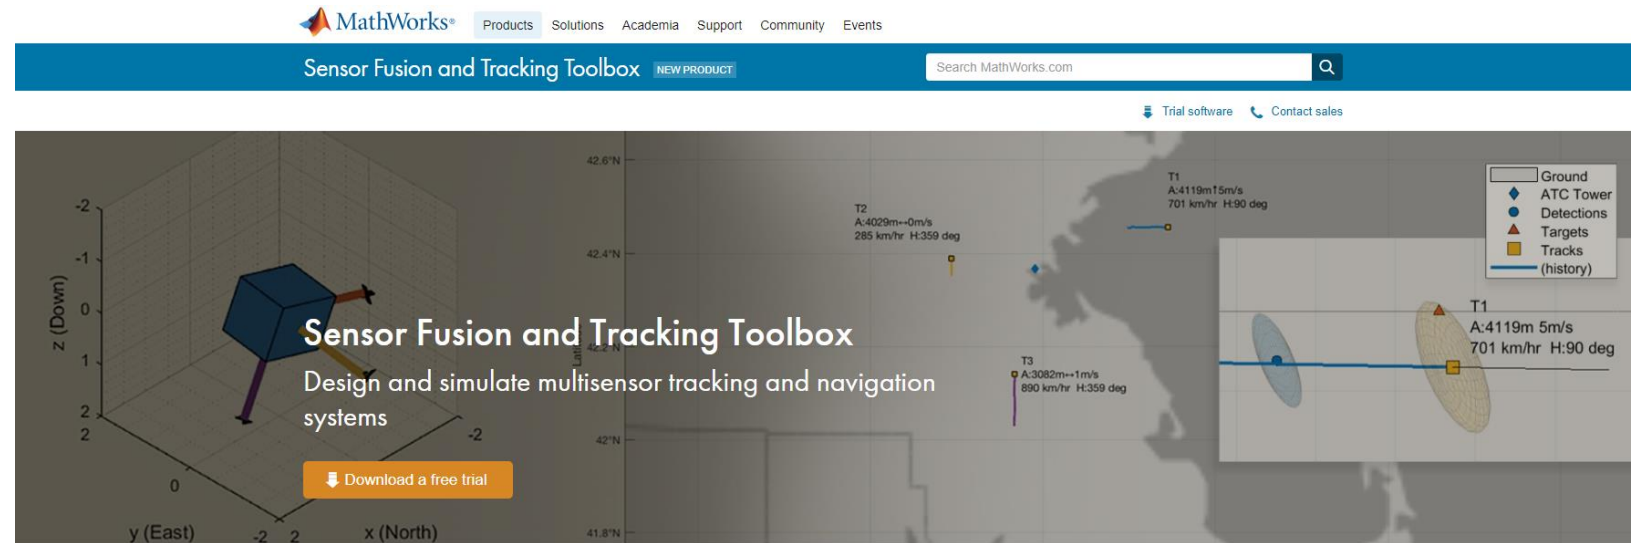 MathWorks®
Products Solutions Academia Support Community Events
Sensor Fusion and Tracking Toolbox NEW PRODUCT
Search MathWorks.com
Trial software Contact sales
-2
-1
0
1
2
z (Down)
2
0
-2
y (East)
2
-2
x (North)
42.6°N
42.4°N
42.2°N
42°N
41.8°N
T2
A:4029m↔0m/s
285 km/hr H:359 deg
T1
A:4119m↑5m/s
701 km/hr H:90 deg
T3
A:3082m↔1m/s
890 km/hr H:359 deg
Ground
ATC Tower
Detections
Targets
Tracks
(history)
T1
A:4119m 5m/s
701 km/hr H:90 deg
Sensor Fusion and Tracking Toolbox
Design and simulate multisensor tracking and navigation
systems
Download a free trial